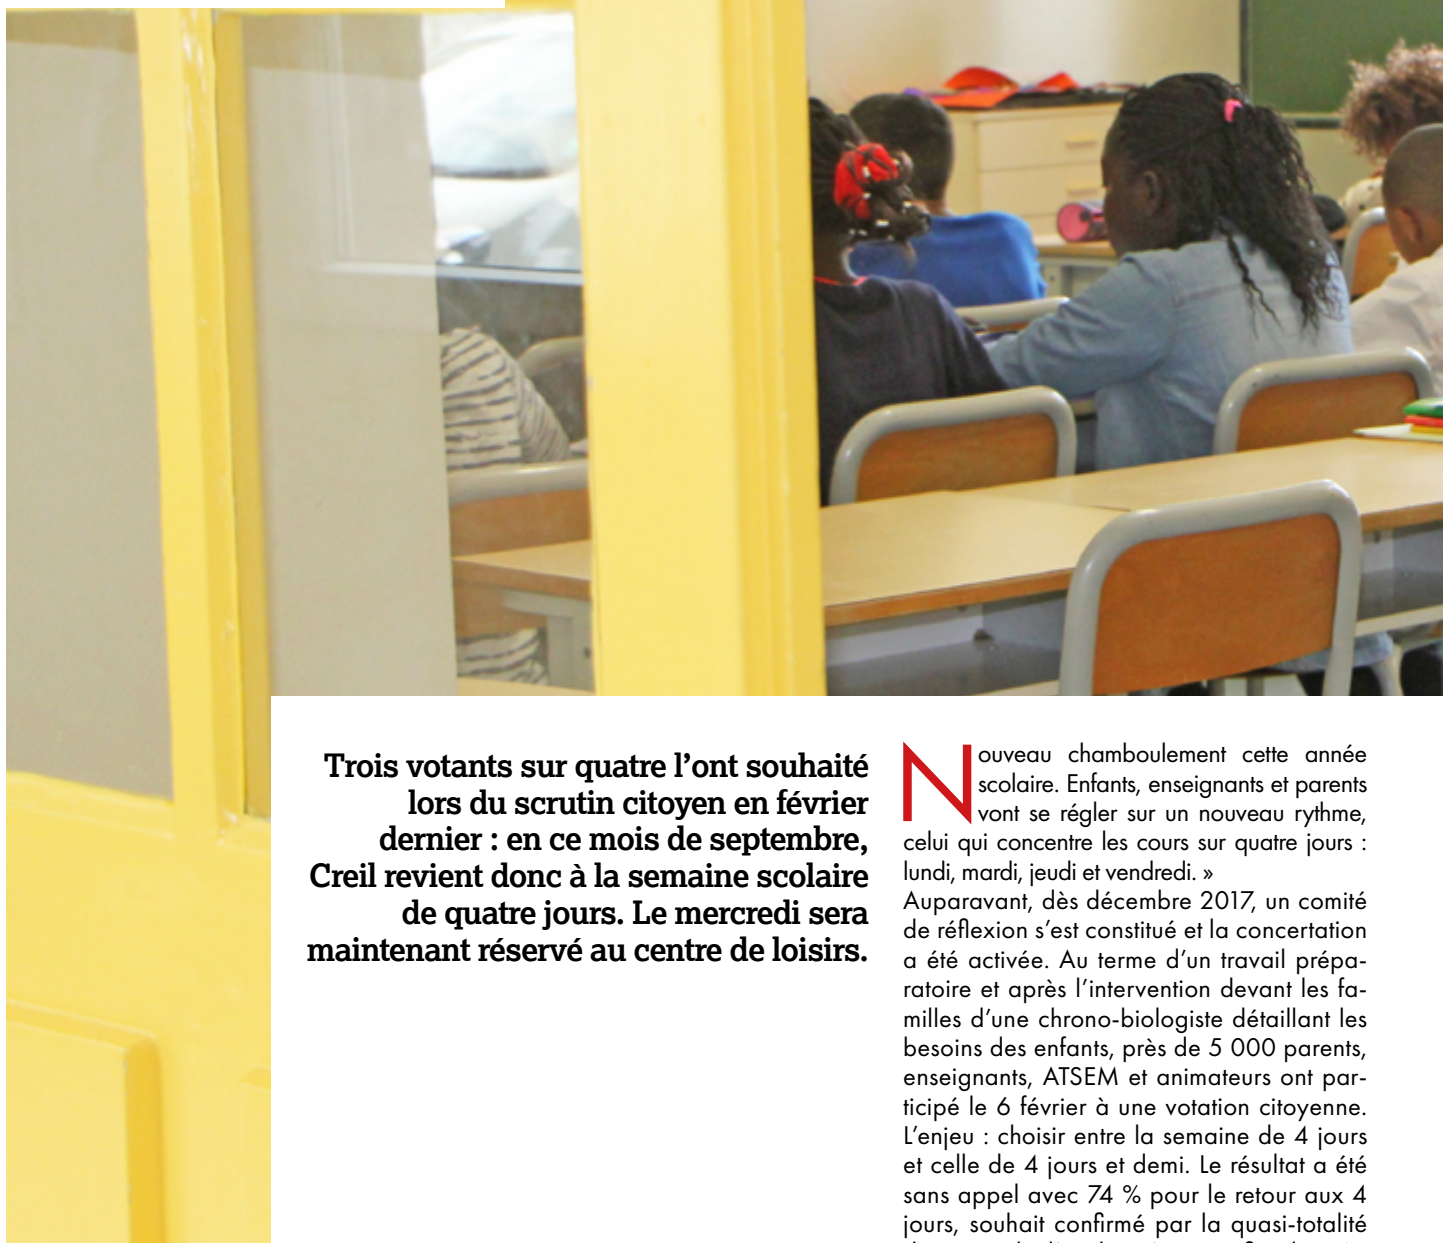 Trois votants sur quatre l’ont souhaité
lors du scrutin citoyen en février
dernier : en ce mois de septembre,
Creil revient donc à la semaine scolaire
de quatre jours. Le mercredi sera
maintenant réservé au centre de loisirs.
Nouveau chamboulement cette année
scolaire. Enfants, enseignants et parents
vont se régler sur un nouveau rythme,
celui qui concentre les cours sur quatre jours :
lundi, mardi, jeudi et vendredi. »
Auparavant, dès décembre 2017, un comité
de réflexion s’est constitué et la concertation
a été activée. Au terme d’un travail prépa-
ratoire et après l’intervention devant les fa-
milles d’une chrono-biologiste détaillant les
besoins des enfants, près de 5 000 parents,
enseignants, ATSEM et animateurs ont par-
ticipé le 6 février à une votation citoyenne.
L’enjeu : choisir entre la semaine de 4 jours
et celle de 4 jours et demi. Le résultat a été
sans appel avec 74 % pour le retour aux 4
jours, souhait confirmé par la quasi-totalité